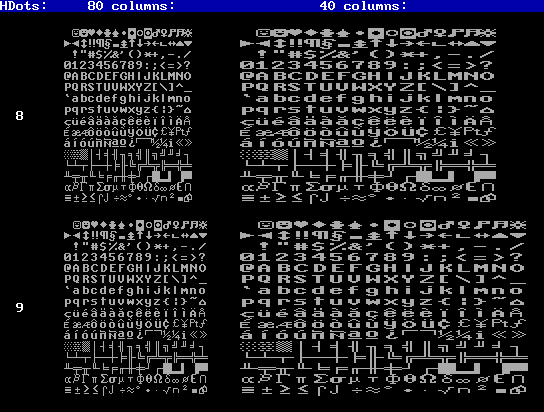 HDots: 80 columns: 40 columns:
☺☻♥♦♣♠•◘○◙♂♀♪♫☼ ☺☻♥♦♣♠•◘○◙♂♀♪♫☼
►◄↕‼¶§▬↨↑↓→←∟↔▲▼ ►◄↕‼¶§▬↨↑↓→←∟↔▲▼
!"#$%&'()*+,-./ !"#$%&'()*+,-./
0123456789:;<=>? 0123456789:;<=>?
@ABCDEFGHIJKLMNO @ABCDEFGHIJKLMNO
PQRSTUVWXYZ[\]^_ PQRSTUVWXYZ[\]^_
`abcdefghijklmno `abcdefghijklmno
8 pqrstuvwxyz{¦}~⌂ pqrstuvwxyz{¦}~⌂
ÇüéâäàåçêëèïîìÄÅ ÇüéâäàåçêëèïîìÄÅ
ÉæÆôöòûùÿÖÜ¢£¥₧ƒ ÉæÆôöòûùÿÖÜ¢£¥₧ƒ
áíóúñÑªº¿⌐¬½¼¡«» áíóúñÑªº¿⌐¬½¼¡«»
░▒▓│┤╡╢╖╕╣║╗╝╜╛┐ ░▒▓│┤╡╢╖╕╣║╗╝╜╛┐
└┴┬├─┼╞╟╚╔╩╦╠═╬╧ └┴┬├─┼╞╟╚╔╩╦╠═╬╧
╨╤╥╙╘╒╓╫╪┘┌█▄▌▐▀ ╨╤╥╙╘╒╓╫╪┘┌█▄▌▐▀
αßΓπΣσµτΦΘΩδ∞φε∩ αßΓπΣσµτΦΘΩδ∞φε∩
≡±≥≤⌠⌡÷≈°∙·√ⁿ²■ ≡±≥≤⌠⌡÷≈°∙·√ⁿ²■
☺☻♥♦♣♠•◘○◙♂♀♪♫☼ ☺☻♥♦♣♠•◘○◙♂♀♪♫☼
►◄↕‼¶§▬↨↑↓→←∟↔▲▼ ►◄↕‼¶§▬↨↑↓→←∟↔▲▼
!"#$%&'()*+,-./ !"#$%&'()*+,-./
0123456789:;<=>? 0123456789:;<=>?
@ABCDEFGHIJKLMNO @ABCDEFGHIJKLMNO
PQRSTUVWXYZ[\]^_ PQRSTUVWXYZ[\]^_
`abcdefghijklmno `abcdefghijklmno
9 pqrstuvwxyz{¦}~⌂ pqrstuvwxyz{¦}~⌂
ÇüéâäàåçêëèïîìÄÅ ÇüéâäàåçêëèïîìÄÅ
ÉæÆôöòûùÿÖÜ¢£¥₧ƒ ÉæÆôöòûùÿÖÜ¢£¥₧ƒ
áíóúñÑªº¿⌐¬½¼¡«» áíóúñÑªº¿⌐¬½¼¡«»
░▒▓│┤╡╢╖╕╣║╗╝╜╛┐ ░▒▓│┤╡╢╖╕╣║╗╝╜╛┐
└┴┬├─┼╞╟╚╔╩╦╠═╬╧ └┴┬├─┼╞╟╚╔╩╦╠═╬╧
╨╤╥╙╘╒╓╫╪┘┌█▄▌▐▀ ╨╤╥╙╘╒╓╫╪┘┌█▄▌▐▀
αßΓπΣσµτΦΘΩδ∞φε∩ αßΓπΣσµτΦΘΩδ∞φε∩
≡±≥≤⌠⌡÷≈°∙·√ⁿ²■ ≡±≥≤⌠⌡÷≈°∙·√ⁿ²■